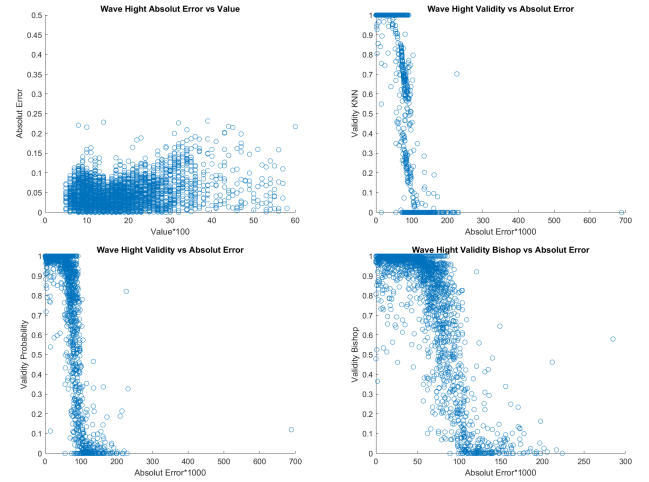 Wave Hight Absolut Error vs Value
0.5
0.45
0.4
0.35
0.3
0.25
0.2
0.15
0.1
0.05
0
Absolut Error
0 10 20 30 40 50 60
Value*100
Wave Hight Validity vs Absolut Error
1
0.9
0.8
0.7
0.6
0.5
0.4
0.3
0.2
0.1
0
Validity KNN
0 100 200 300 400 500 600 700
Absolut Error*1000
Wave Hight Validity vs Absolut Error
1
0.9
0.8
0.7
0.6
0.5
0.4
0.3
0.2
0.1
0
Validity Probability
0 100 200 300 400 500 600 700
Absolut Error*1000
Wave Hight Validity Bishop vs Absolut Error
1
0.9
0.8
0.7
0.6
0.5
0.4
0.3
0.2
0.1
0
Validity Bishop
0 50 100 150 200 250 300
Absolut Error*1000